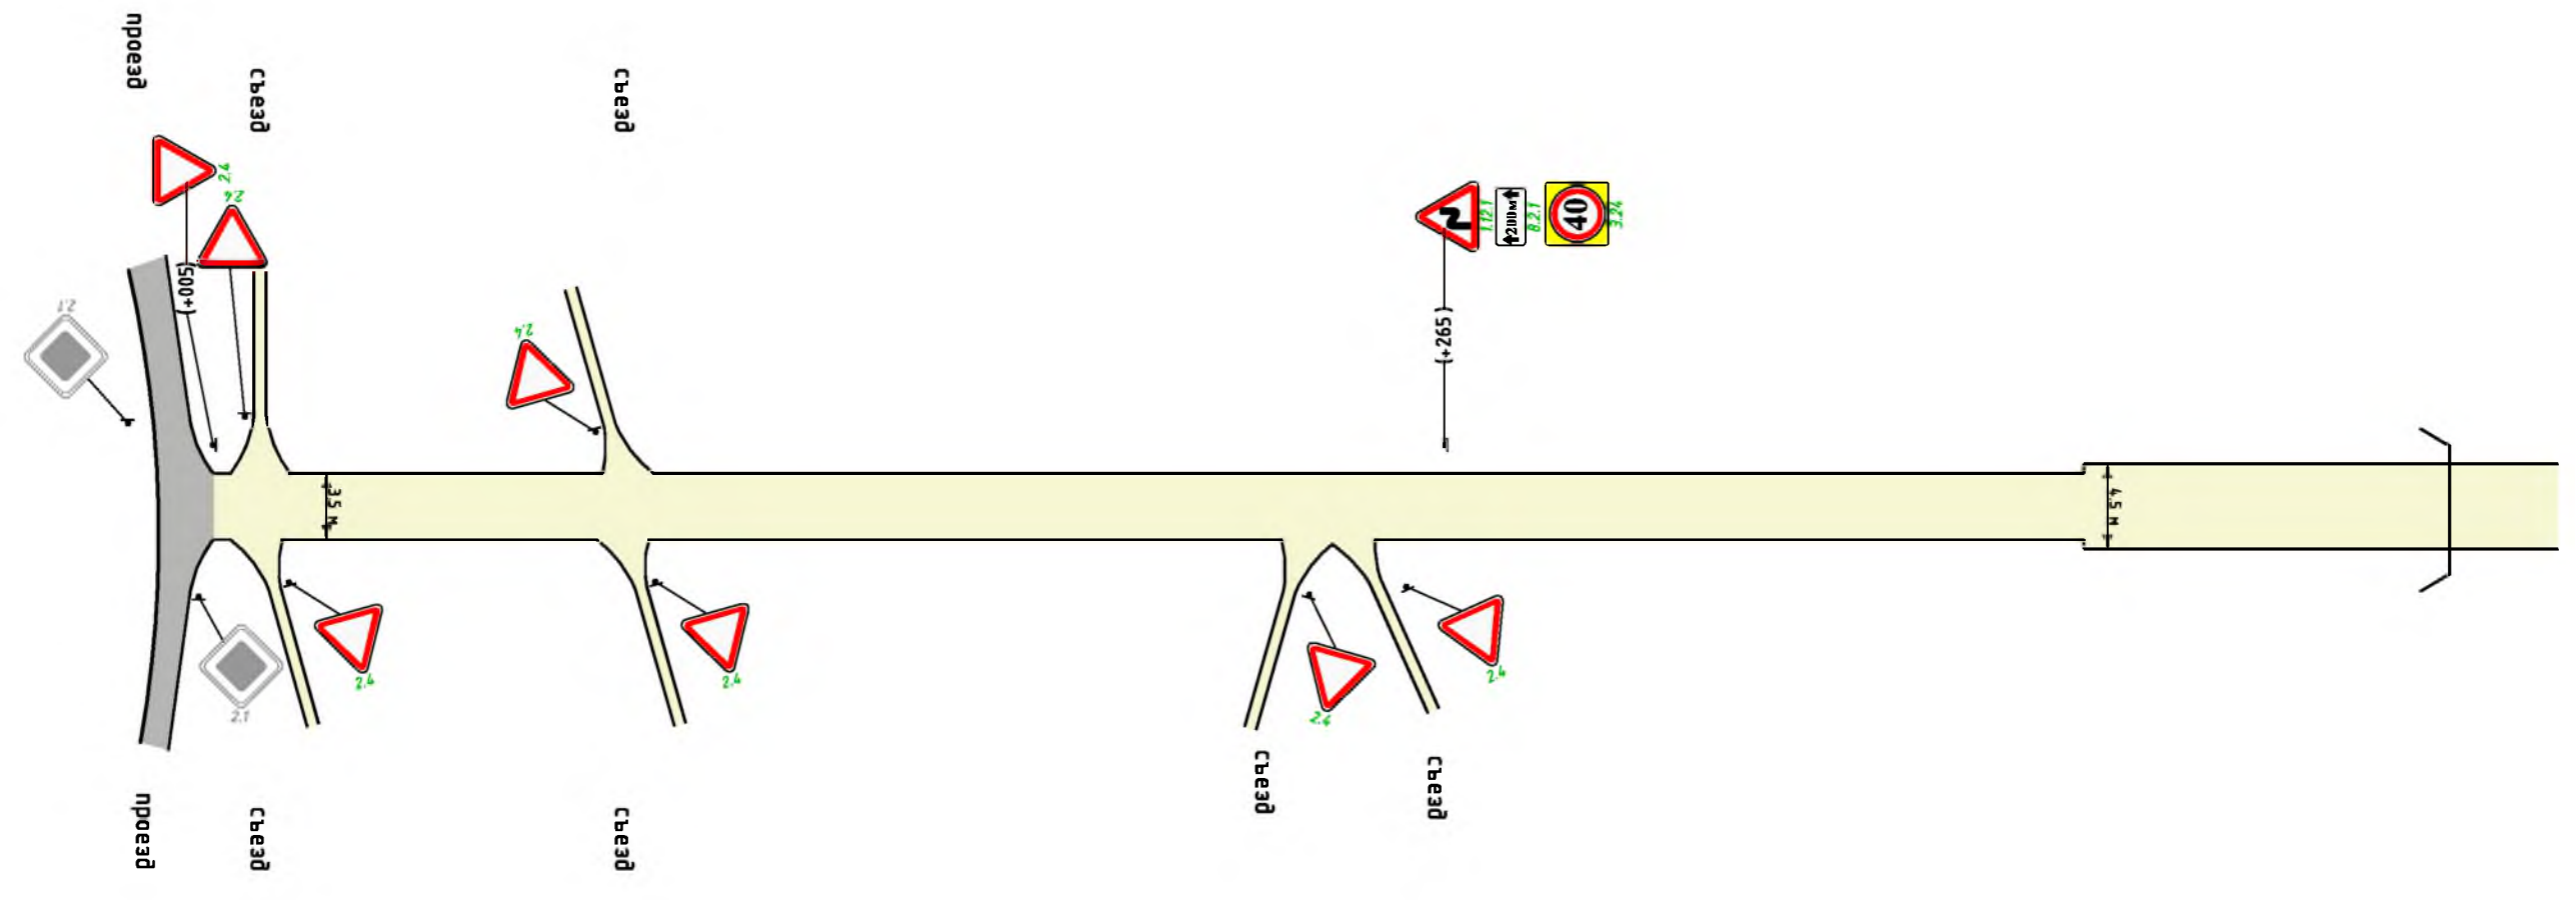 проезд
съезд
съезд
2.4
2.4
(+005)
2.1
2.4
1.12.1
200м
8.2.1
40
3.24
(+265)
3.5 м
4.5 м
2.1
2.4
2.4
2.4
2.4
проезд
съезд
съезд
съезд
съезд